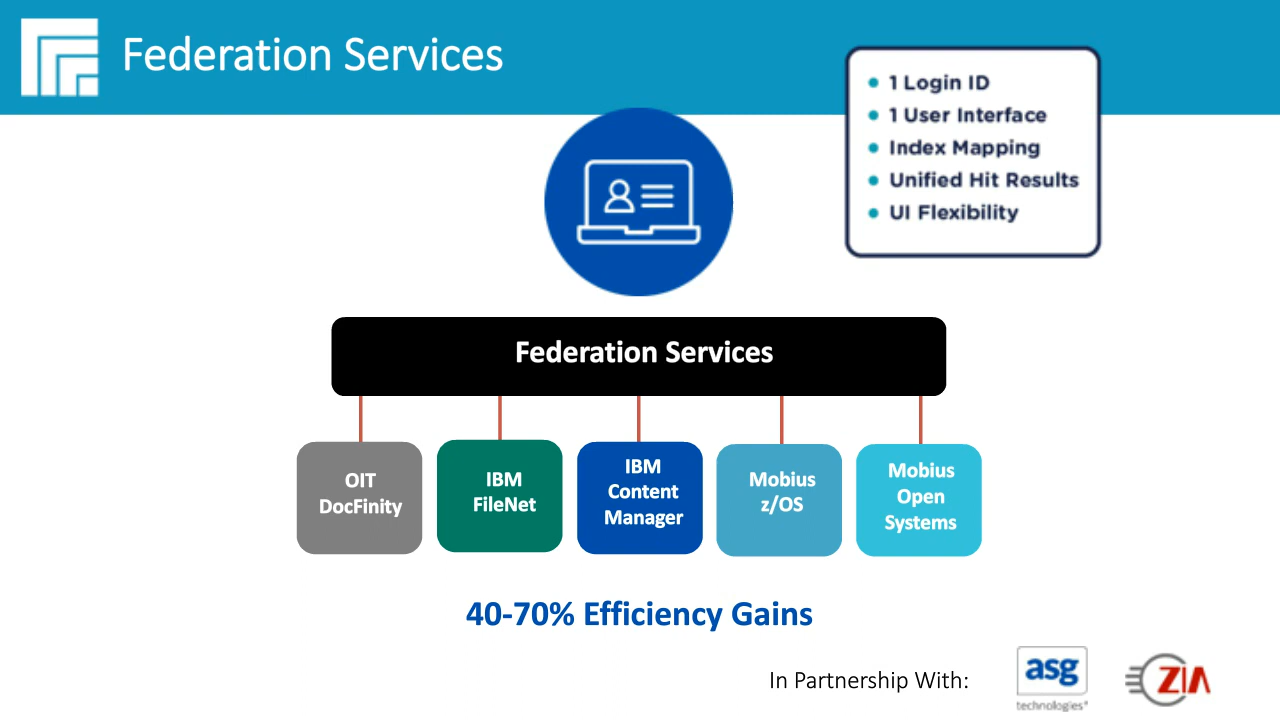 Federation Services
• 1 Login ID
• 1 User Interface
• Index Mapping
• Unified Hit Results
• UI Flexibility
Federation Services
OIT
DocFinity
IBM
FileNet
IBM
Content
Manager
Mobius
z/OS
Mobius
Open
Systems
40-70% Efficiency Gains
In Partnership With:
asg
technologies®
ZIA